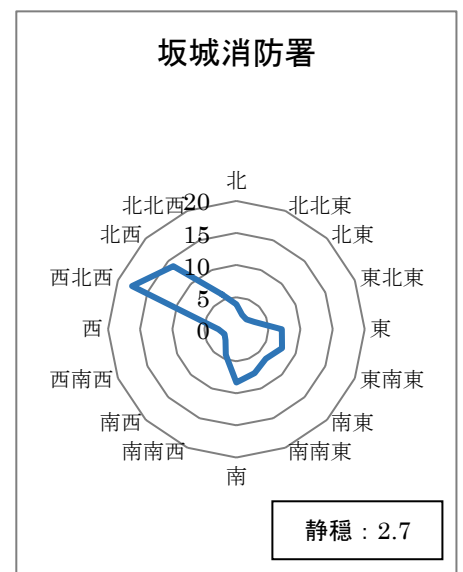 坂城消防署
北
北北西
20
北北東
北西
15
北東
西北西
10
東北東
5
西
0
東
西南西
東南東
南西
南東
南南西
南南東
南
静穏：2.7